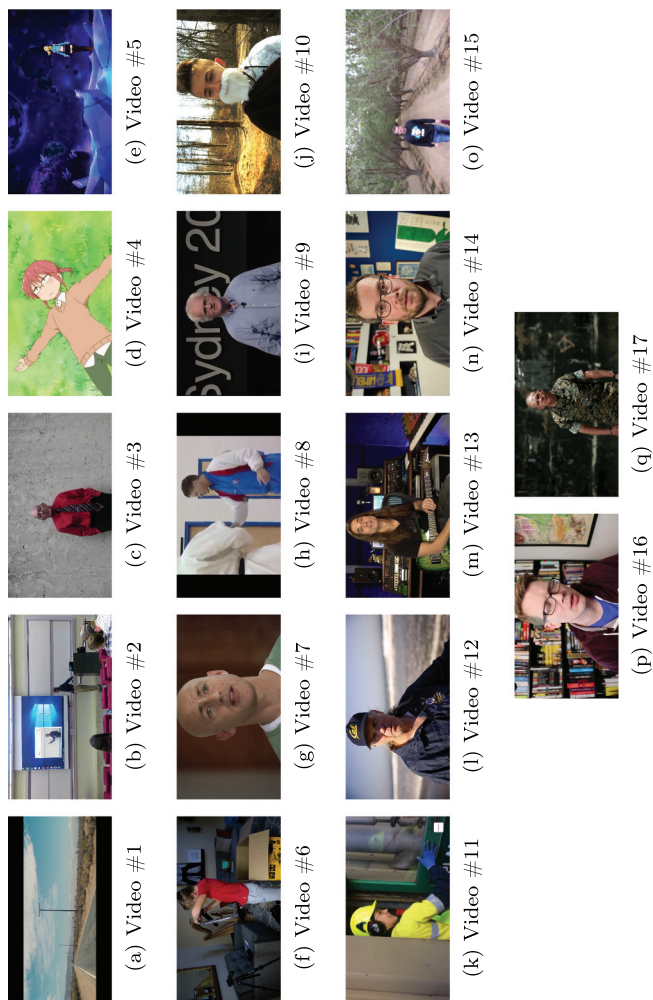 (a) Video #1
(b) Video #2
(c) Video #3
(d) Video #4
(e) Video #5
(f) Video #6
(g) Video #7
(h) Video #8
Sydney 20
(i) Video #9
(j) Video #10
(k) Video #11
Cal
(l) Video #12
(m) Video #13
(n) Video #14
(o) Video #15
(p) Video #16
(q) Video #17